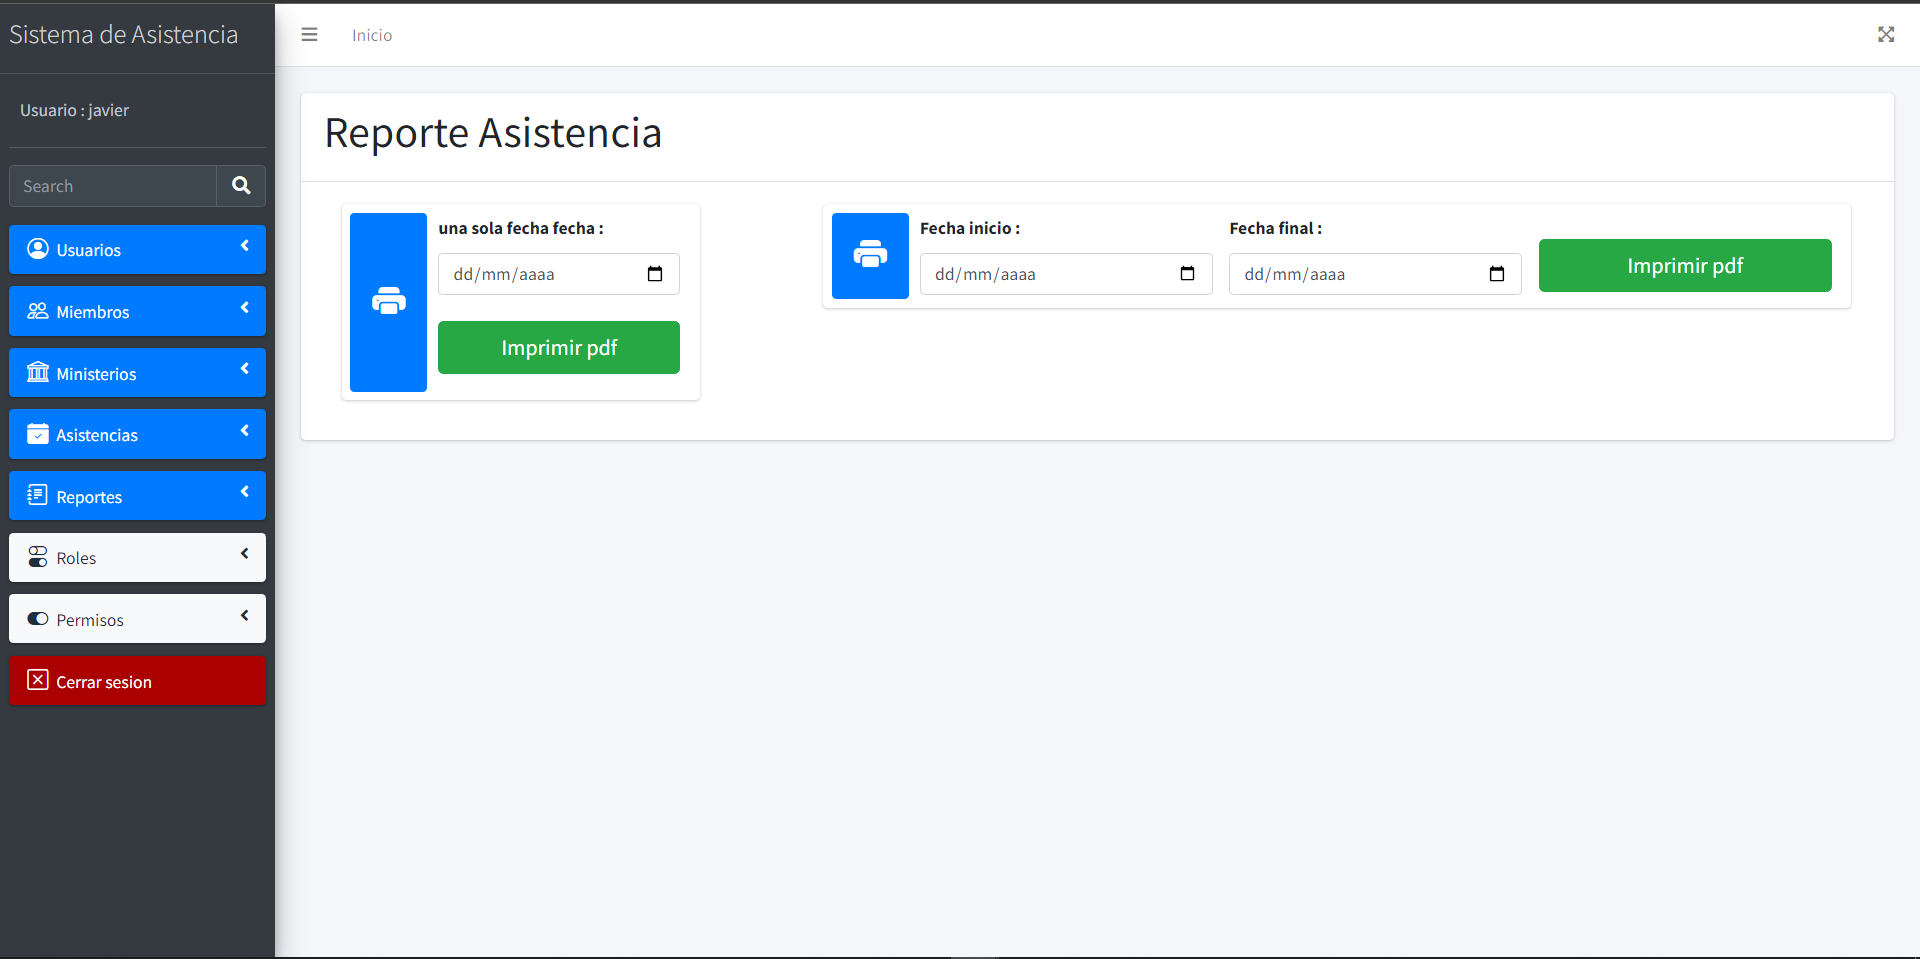 Sistema de Asistencia
Usuario : javier
Search
Usuarios
Miembros
Ministerios
Asistencias
Reportes
Roles
Permisos
Cerrar sesion
Inicio
Reporte Asistencia
una sola fecha fecha :
dd/mm/aaaa
Imprimir pdf
Fecha inicio :
dd/mm/aaaa
Fecha final :
dd/mm/aaaa
Imprimir pdf